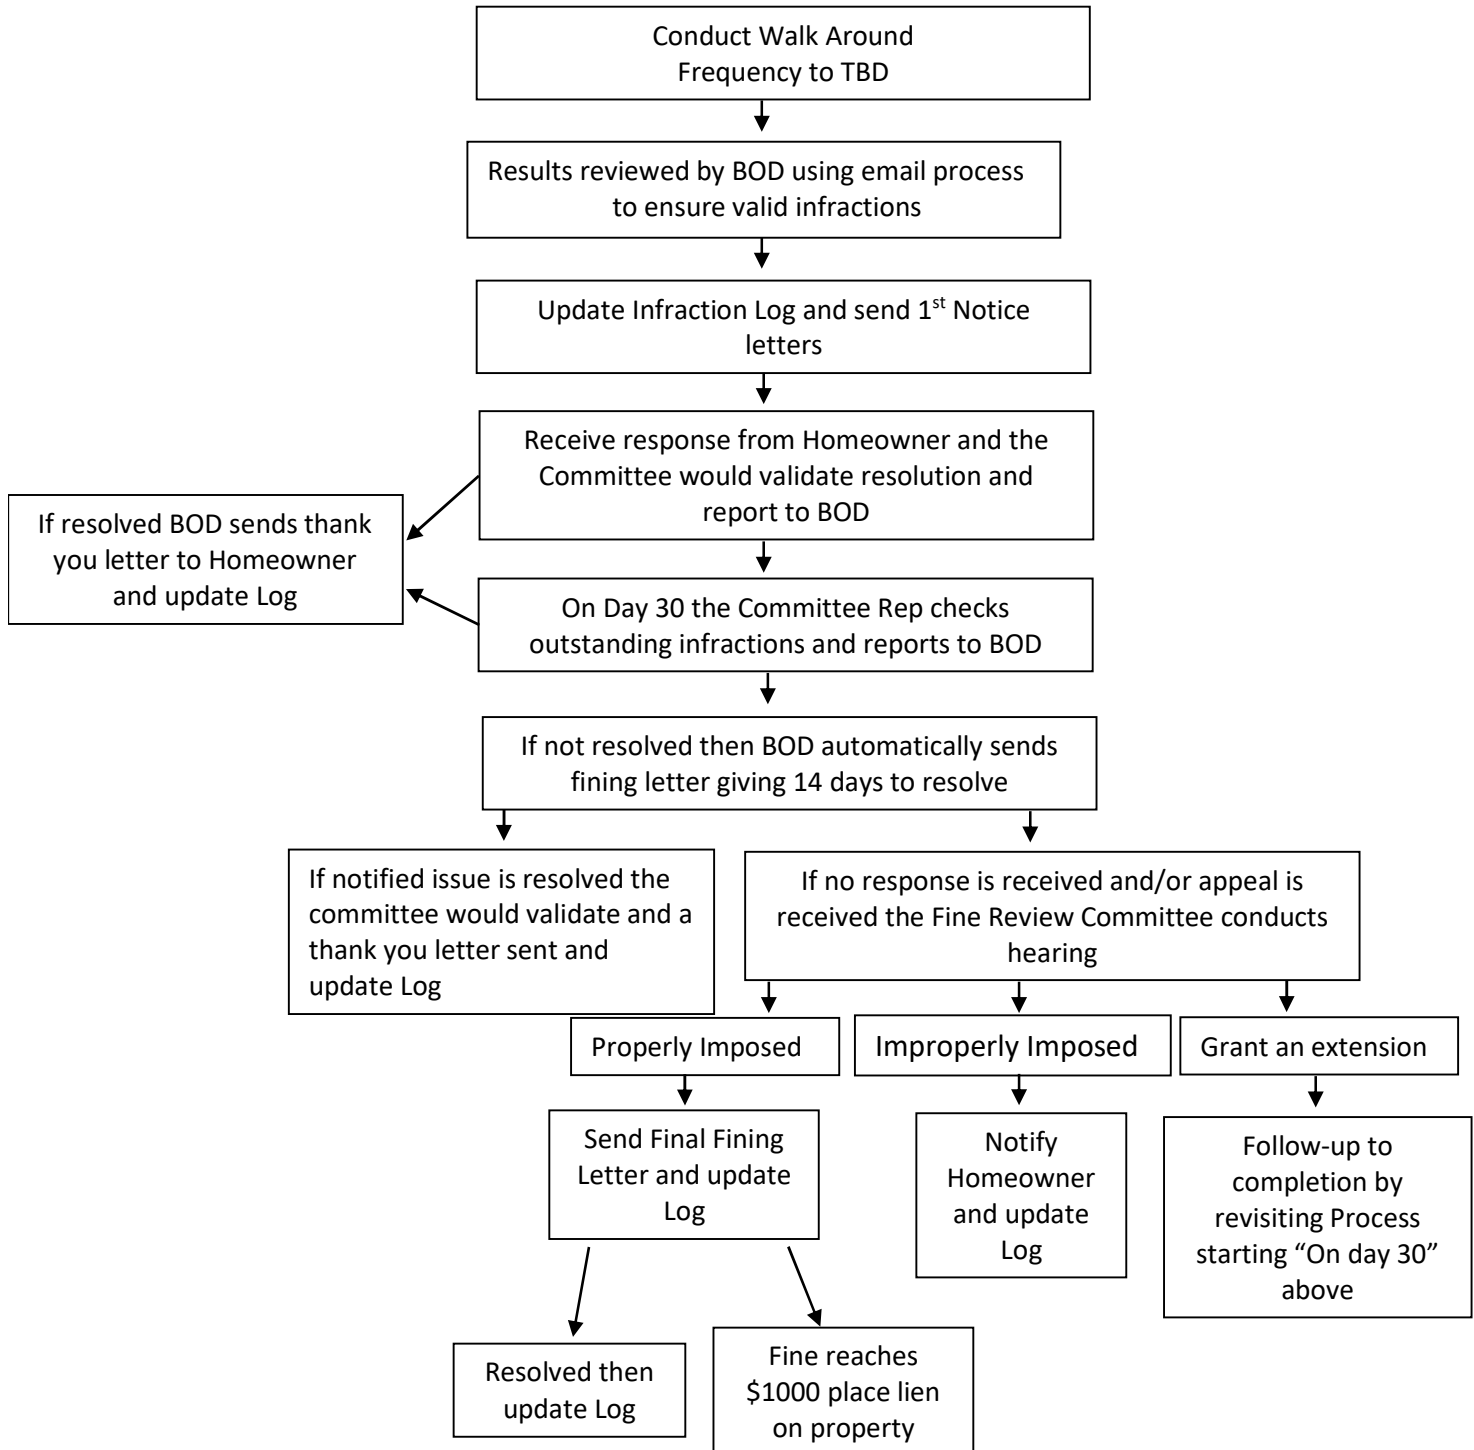 Conduct Walk Around
Frequency to TBD
Results reviewed by BOD using email process
to ensure valid infractions
Update Infraction Log and send 1st Notice
letters
Receive response from Homeowner and the
Committee would validate resolution and
report to BOD
If resolved BOD sends thank
you letter to Homeowner
and update Log
On Day 30 the Committee Rep checks
outstanding infractions and reports to BOD
If not resolved then BOD automatically sends
fining letter giving 14 days to resolve
If notified issue is resolved the
committee would validate and a
thank you letter sent and
update Log
If no response is received and/or appeal is
received the Fine Review Committee conducts
hearing
Properly Imposed
Improperly Imposed
Grant an extension
Send Final Fining
Letter and update
Log
Notify
Homeowner
and update
Log
Follow-up to
completion by
revisiting Process
starting “On day 30”
above
Resolved then
update Log
Fine reaches
$1000 place lien
on property